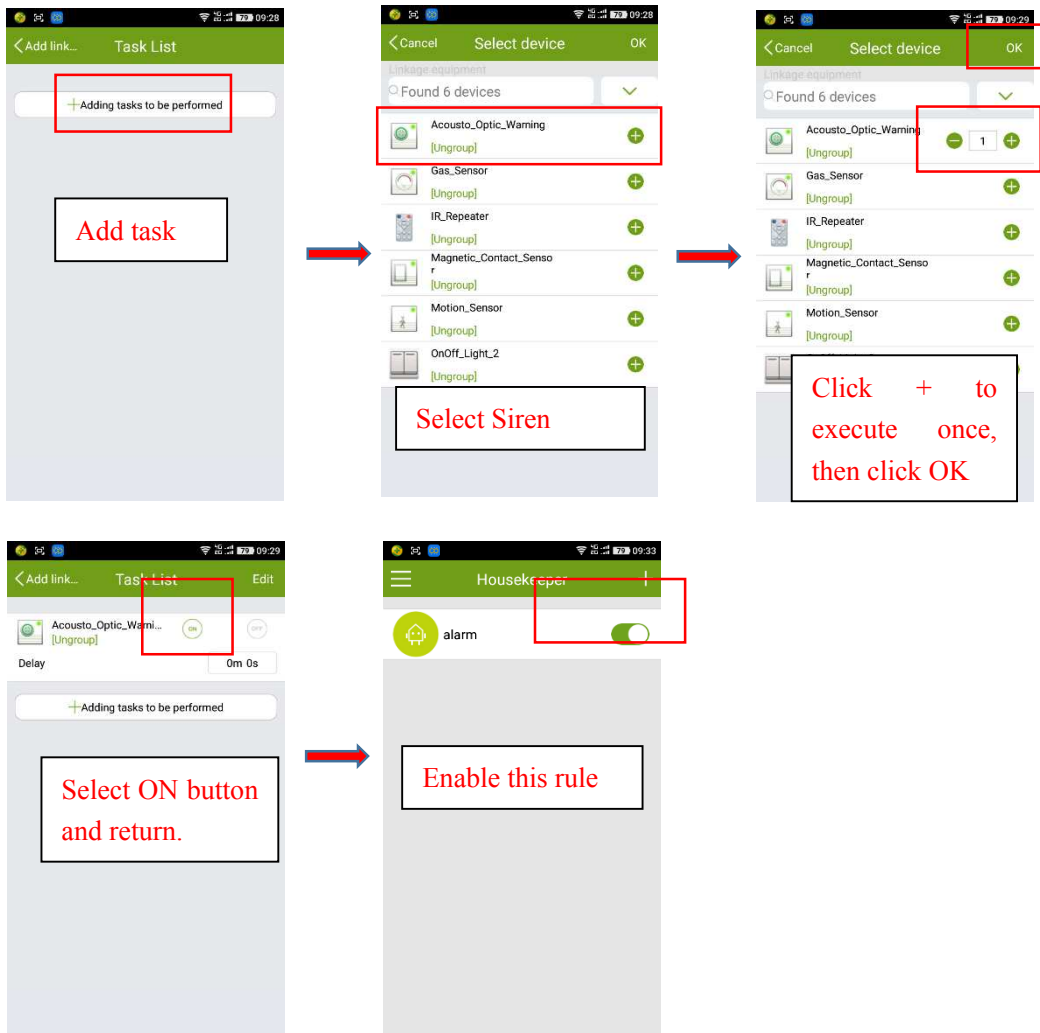 79 09:28
Add link... Task List
Adding tasks to be performed
Add task
79 09:28
Cancel Select device OK
Linkage equipment
Found 6 devices
Acousto_Optic_Warning
[Ungroup]
Gas_Sensor
[Ungroup]
IR_Repeater
[Ungroup]
Magnetic_Contact_Senso
r
[Ungroup]
Motion_Sensor
[Ungroup]
OnOff_Light_2
[Ungroup]
Select Siren
79 09:29
Cancel Select device OK
Linkage equipment
Found 6 devices
Acousto_Optic_Warning
[Ungroup]
1
Gas_Sensor
[Ungroup]
IR_Repeater
[Ungroup]
Magnetic_Contact_Senso
r
[Ungroup]
Motion_Sensor
[Ungroup]
Click + to
execute once,
then click OK
79 09:29
Add link... Task List Edit
Acousto_Optic_Warni... ON OFF
[Ungroup]
Delay 0m 0s
Adding tasks to be performed
Select ON button
and return.
79 09:33
Housekeeper
alarm
Enable this rule